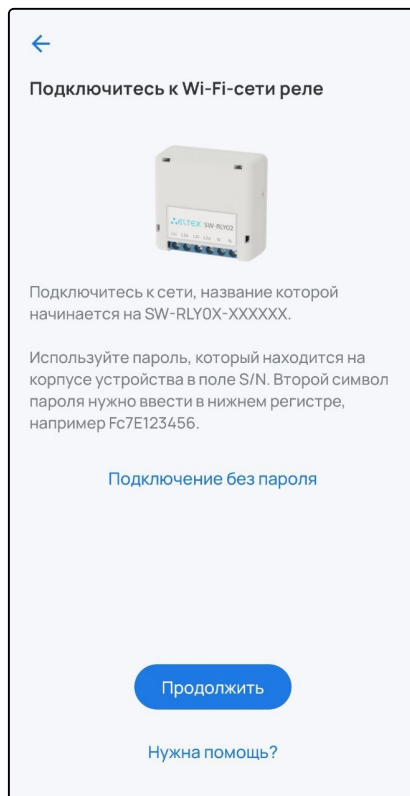 Подключитесь к Wi-Fi-сети реле
ELTEX SW-RLY02
Подключитесь к сети, название которой
начинается на SW-RLY0X-XXXXXX.
Используйте пароль, который находится на
корпусе устройства в поле S/N. Второй символ
пароля нужно ввести в нижнем регистре,
например Fc7E123456.
Подключение без пароля
Продолжить
Нужна помощь?